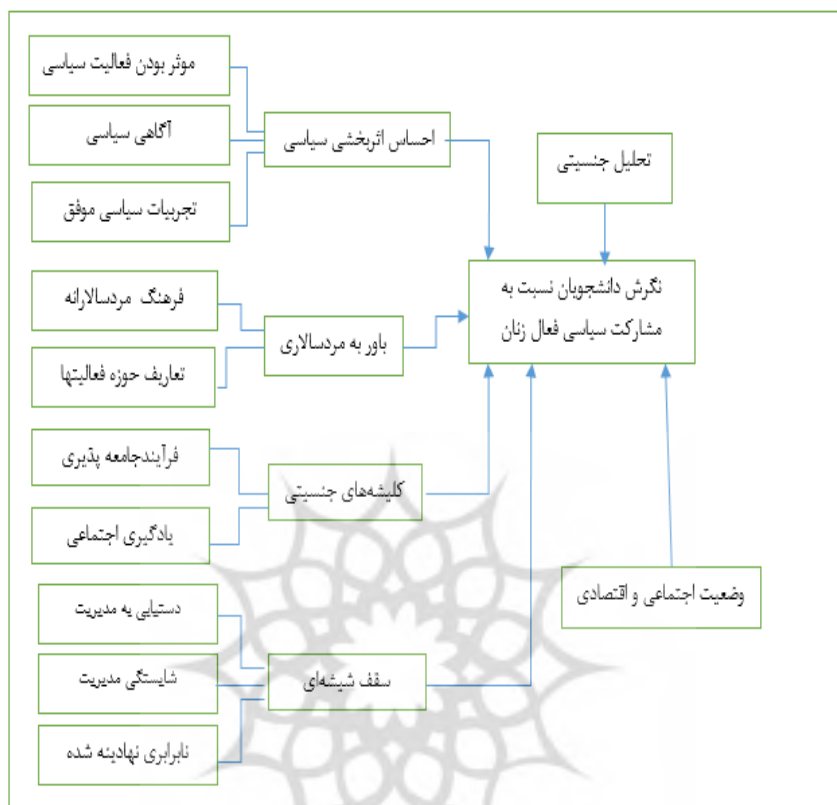 موثر بودن فعالیت سیاسی
آگاهی سیاسی
تجربیات سیاسی موفق
احساس اثربخشی سیاسی
تحلیل جنسیتی
نگرش دانشجویان نسبت به
مشارکت سیاسی فعال زنان
فرهنگ مردسالارانه
تعاریف حوزه فعالیتها
باور به مردسالاری
فرآیندجامعه پذیری
یادگیری اجتماعی
کلیشه‌های جنسیتی
وضعیت اجتماعی و اقتصادی
دستیابی به مدیریت
شایستگی مدیریت
نابرابری نهادینه شده
سقف شیشه‌ای